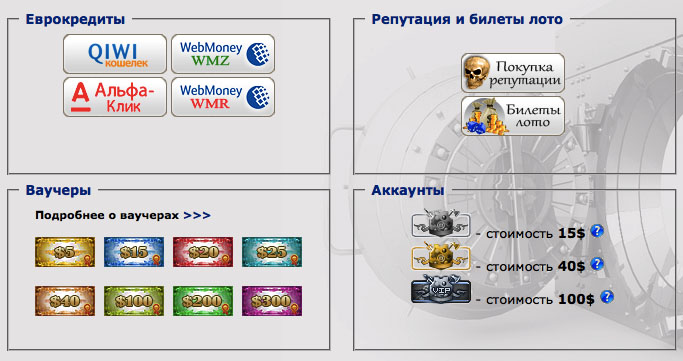 Еврокредиты
QIWI
кошелек
WebMoney
WMZ
Альфа-
Клик
WebMoney
WMR
Репутация и билеты лото
Покупка
репутации
Билеты
лото
Ваучеры
Подробнее о ваучерах >>>
$5 $15 $20 $25
$40 $100 $200 $300
Аккаунты
- стоимость 15$ ?
- стоимость 40$ ?
VIP - стоимость 100$ ?